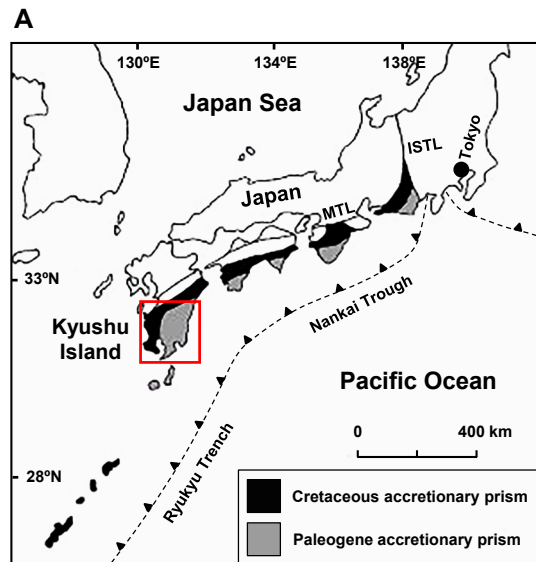 A
130ºE
134ºE
138ºE
Japan Sea
ISTL
Tokyo
Japan
MTL
33ºN
Nankai Trough
Kyushu
Island
Pacific Ocean
0
400 km
Ryukyu Trench
28ºN
Cretaceous accretionary prism
Paleogene accretionary prism